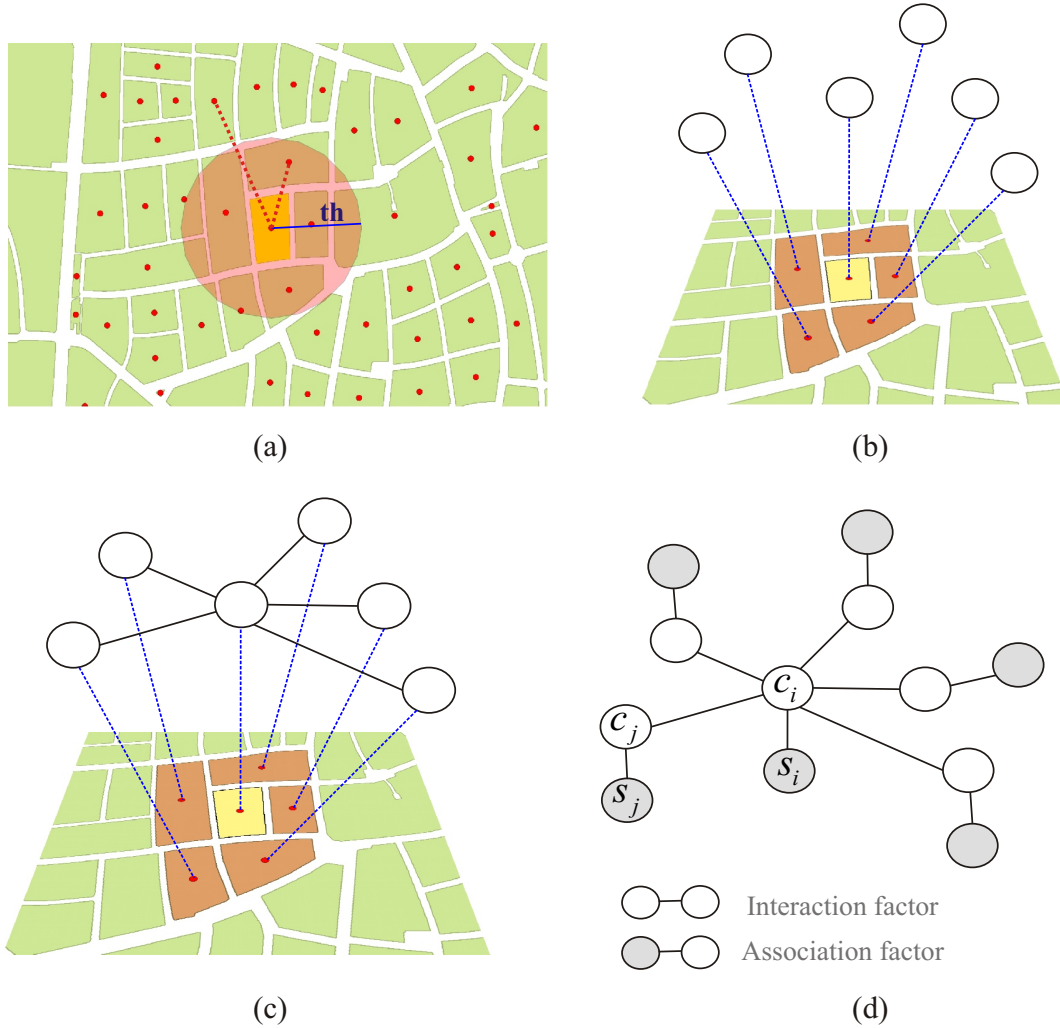 th
(a)
(b)
(c)
c_i
c_j
s_i
s_j
Interaction factor
Association factor
(d)